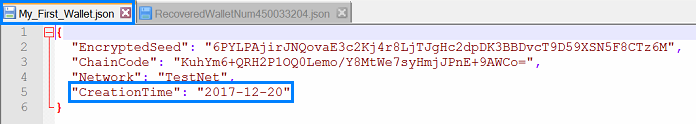 My_First_Wallet.json RecoveredWalletNum450033204.json
1 {
2 "EncryptedSeed": "6PYLPAjirJNQovaE3c2Kj4r8LjTJgHc2dpDK3BBDvcT9D59XSN5F8CTz6M",
3 "ChainCode": "KuhYm6+QRH2P1OQ0Lemo/Y8MtWe7syHmjJPnE+9AWCo=",
4 "Network": "TestNet",
5 "CreationTime": "2017-12-20"
6 }